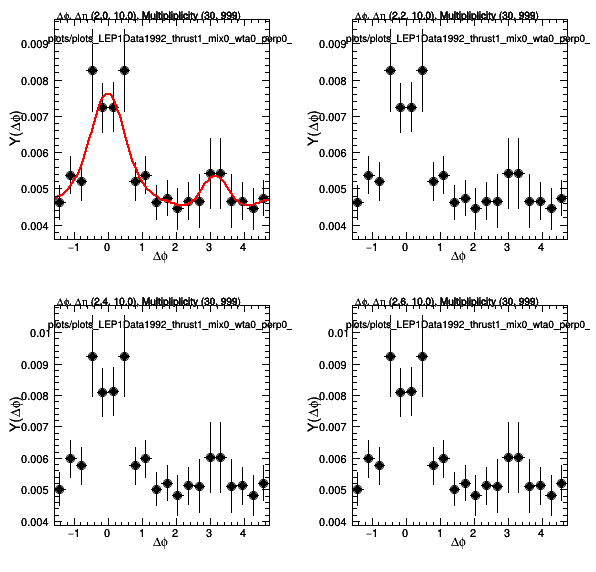 Δϕ, Δη (2.0, 10.0), Multipliplicity (30, 999)
Δϕ, Δη (2.2, 10.0), Multipliplicity (30, 999)
plots/plots_LEP1Data1992_thrust1_mix0_wta0_perp0_
plots/plots_LEP1Data1992_thrust1_mix0_wta0_perp0_
Y(Δϕ)
0.009
0.008
0.007
0.006
0.005
0.004
−1 0 1 2 3 4
Δϕ
Y(Δϕ)
0.009
0.008
0.007
0.006
0.005
0.004
−1 0 1 2 3 4
Δϕ
Δϕ, Δη (2.4, 10.0), Multipliplicity (30, 999)
Δϕ, Δη (2.6, 10.0), Multipliplicity (30, 999)
plots/plots_LEP1Data1992_thrust1_mix0_wta0_perp0_
plots/plots_LEP1Data1992_thrust1_mix0_wta0_perp0_
Y(Δϕ)
0.01
0.009
0.008
0.007
0.006
0.005
0.004
−1 0 1 2 3 4
Δϕ
Y(Δϕ)
0.01
0.009
0.008
0.007
0.006
0.005
0.004
−1 0 1 2 3 4
Δϕ